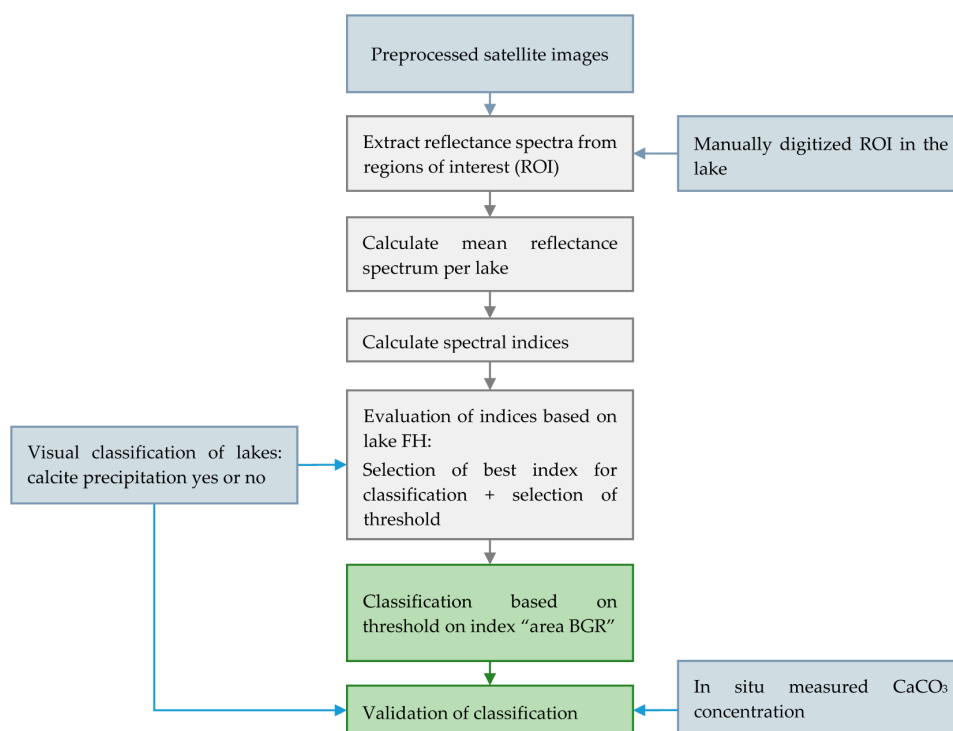 Preprocessed satellite images
Extract reflectance spectra from
regions of interest (ROI)
Manually digitized ROI in the
lake
Calculate mean reflectance
spectrum per lake
Calculate spectral indices
Evaluation of indices based on
lake FH:
Selection of best index for
classification + selection of
threshold
Visual classification of lakes:
calcite precipitation yes or no
Classification based on
threshold on index “area BGR”
In situ measured CaCO₃
concentration
Validation of classification